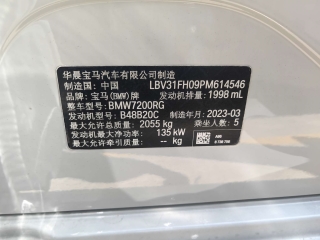 华晨宝马汽车有限公司制造
制造国: 中国 LBV31FH09PM614546
品牌: 宝马(BMW)牌 发动机排量: 1998 mL
整车型号: BMW7200RG
发动机型号: B48B20C 制造年月: 2023-03
最大允许总质量: 2055 kg 乘坐人数: 5
发动机最大净功率: 135 kW
最大允许牵引质量: -- kg